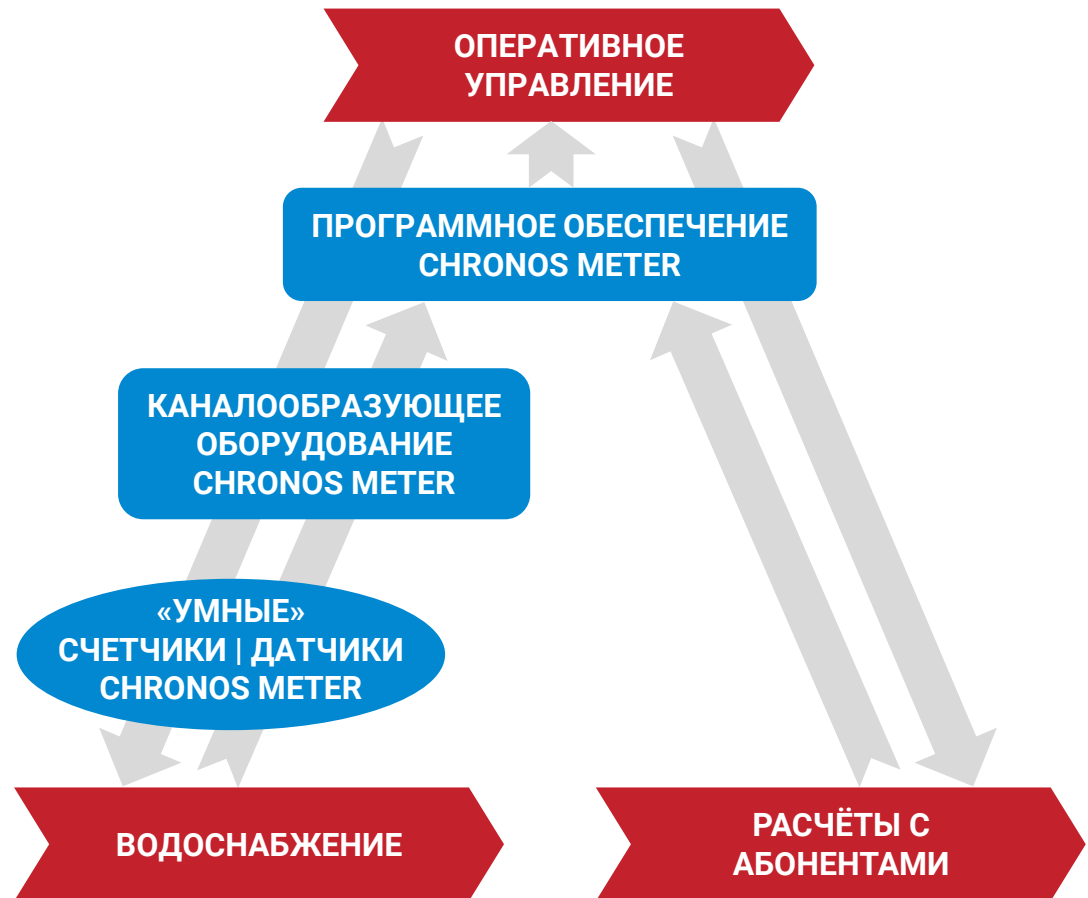 ОПЕРАТИВНОЕ
УПРАВЛЕНИЕ
ПРОГРАММНОЕ ОБЕСПЕЧЕНИЕ
CHRONOS METER
КАНАЛООБРАЗУЮЩЕЕ
ОБОРУДОВАНИЕ
CHRONOS METER
«УМНЫЕ»
СЧЕТЧИКИ | ДАТЧИКИ
CHRONOS METER
ВОДОСНАБЖЕНИЕ
РАСЧЁТЫ С
АБОНЕНТАМИ